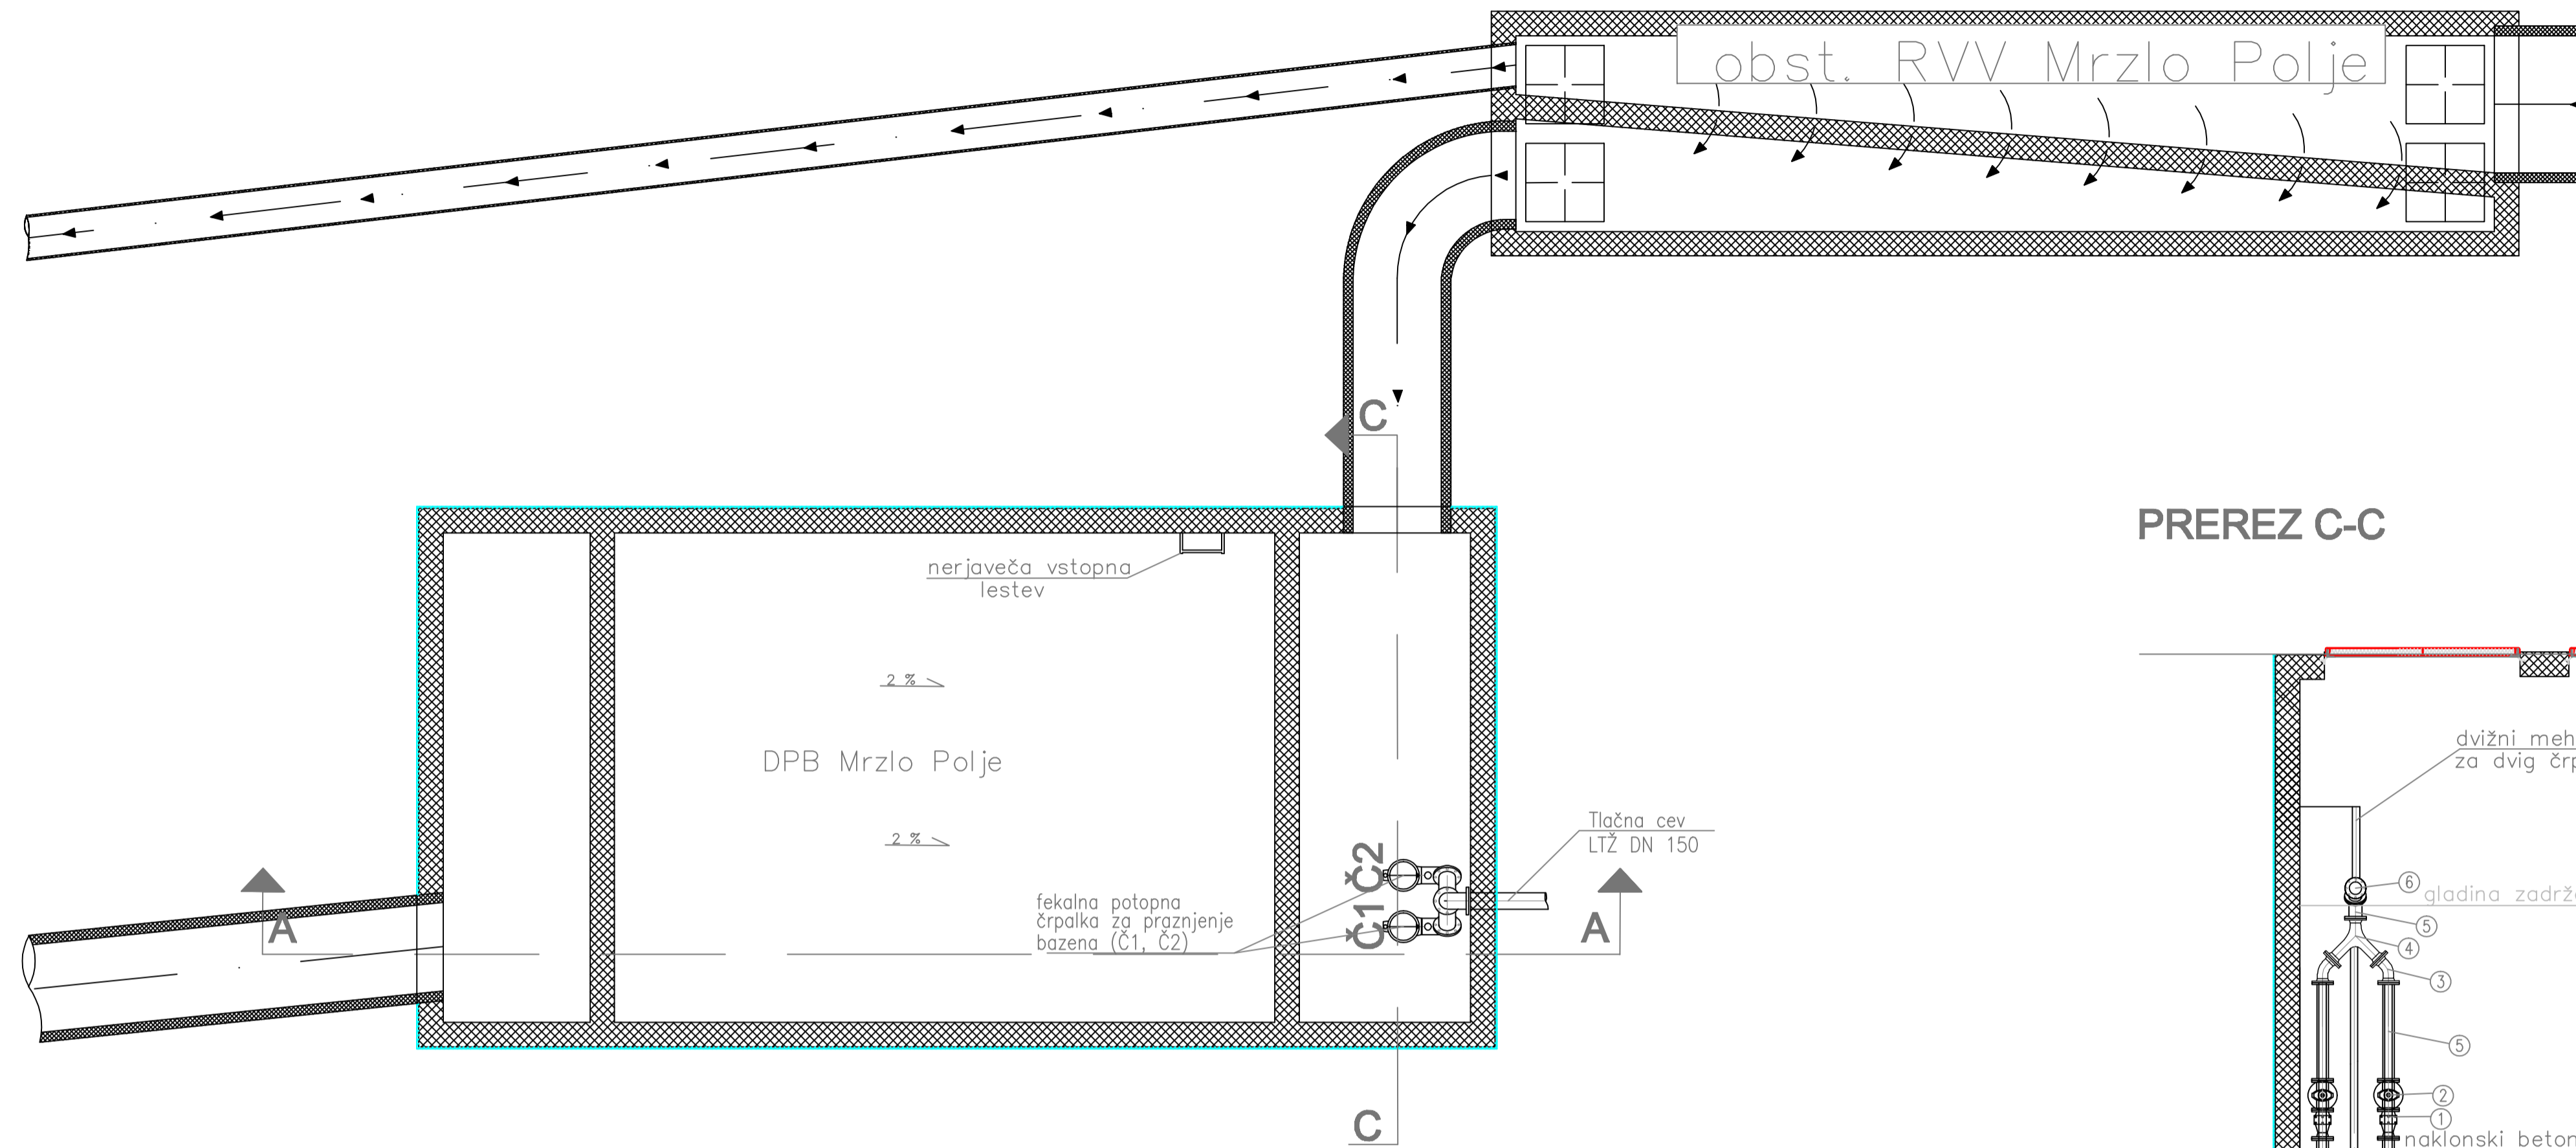 obst. RVV Mrzlo Polje
C
PREREZ C-C
nerjaveča vstopna
lestev
2 %
DPB Mrzlo Polje
2 %
Tlačna cev
LTŽ DN 150
fekalna potopna
črpalka za praznjenje
bazena (Č1, Č2)
Č1 Č2
A
A
C
dvižni meh
za dvig črp
6
gladina zadrž
5
4
3
5
2
1
naklonski beton